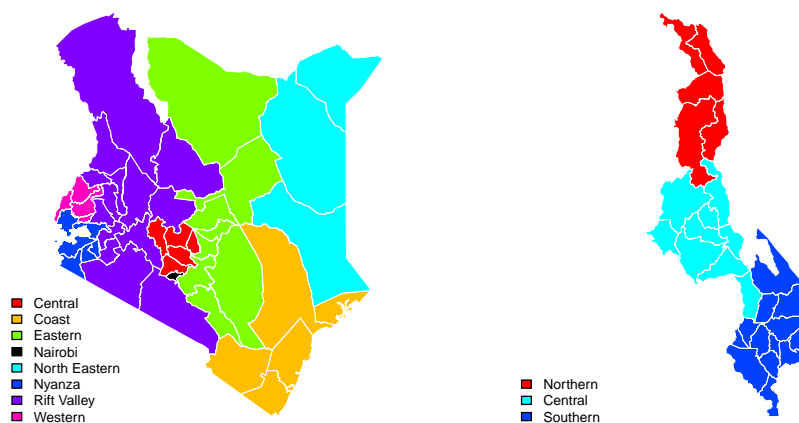 Central
Coast
Eastern
Nairobi
North Eastern
Nyanza
Rift Valley
Western
Northern
Central
Southern